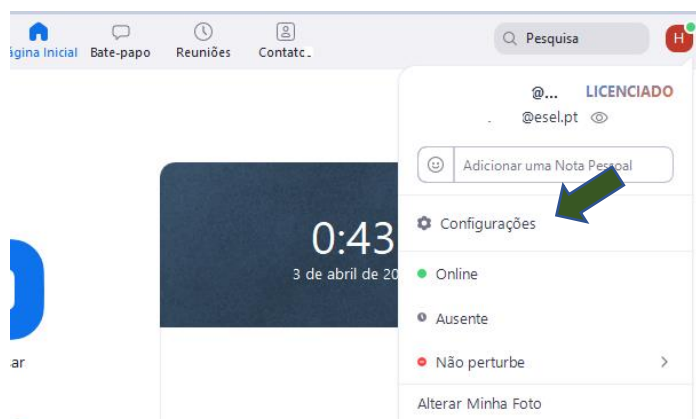 ágina Inicial Bate-papo Reuniões Contatc.
Pesquisa
H
@... LICENCIADO
@esel.pt
Adicionar uma Nota Pessoal
Configurações
0:43
3 de abril de 20
Online
Ausente
ar
Não perturbe
Alterar Minha Foto